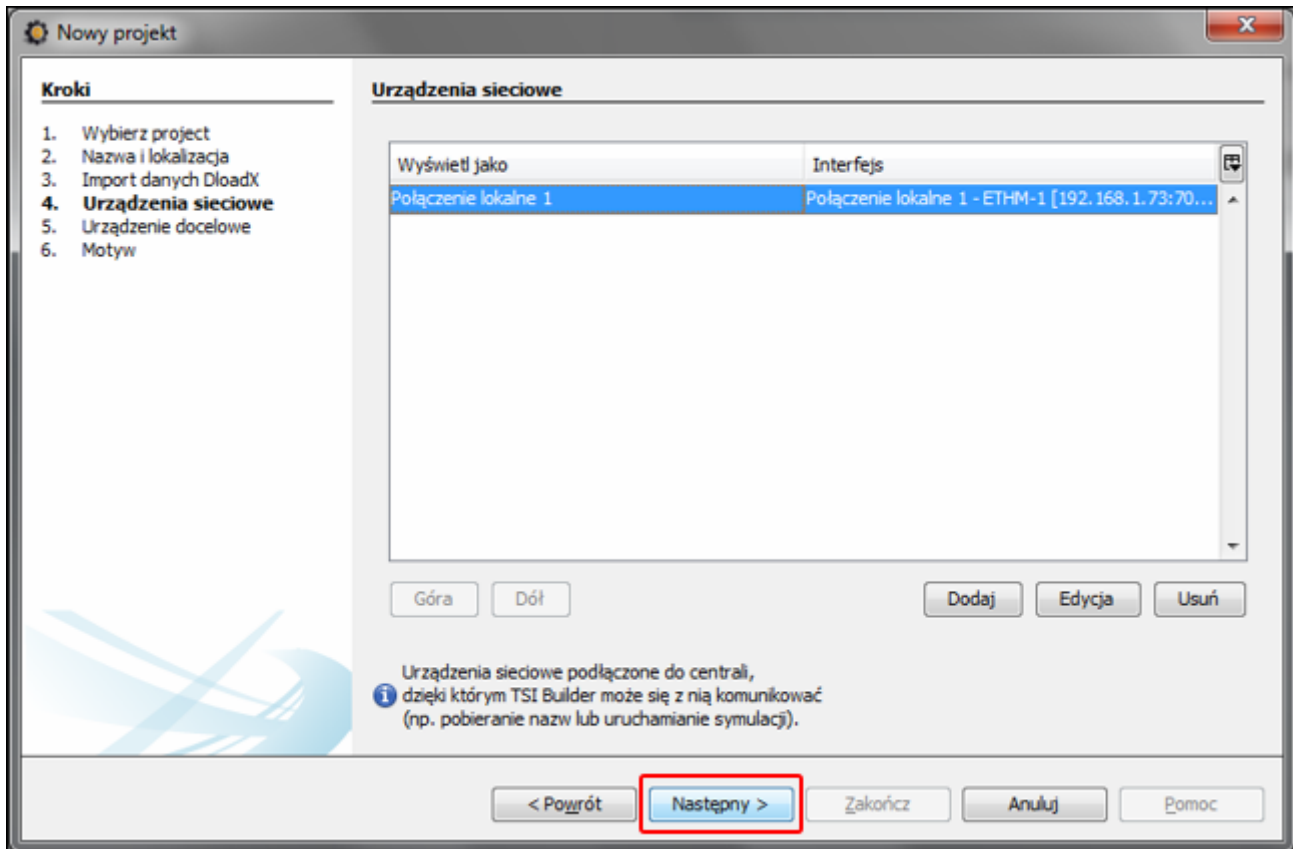 Nowy projekt
Kroki
1. Wybierz project
2. Nazwa i lokalizacja
3. Import danych DloadX
4. Urządzenia sieciowe
5. Urządzenie docelowe
6. Motyw
Urządzenia sieciowe
Wyświetl jako Interfejs
Połączenie lokalne 1 Połączenie lokalne 1 - ETHM-1 [192.168.1.73:70...
Góra Dół Dodaj Edycja Usuń
Urządzenia sieciowe podłączone do centrali,
dzięki którym TSI Builder może się z nią komunikować
(np. pobieranie nazw lub uruchamianie symulacji).
< Powrót Następny > Zakończ Anuluj Pomoc